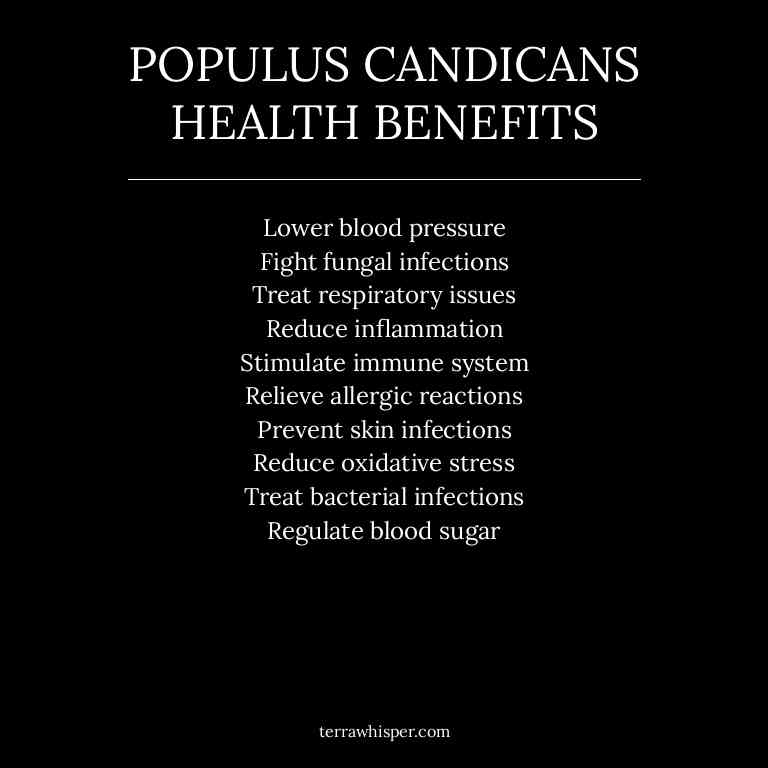 POPULUS CANDICANS
HEALTH BENEFITS
Lower blood pressure
Fight fungal infections
Treat respiratory issues
Reduce inflammation
Stimulate immune system
Relieve allergic reactions
Prevent skin infections
Reduce oxidative stress
Treat bacterial infections
Regulate blood sugar
terrawhisper.com